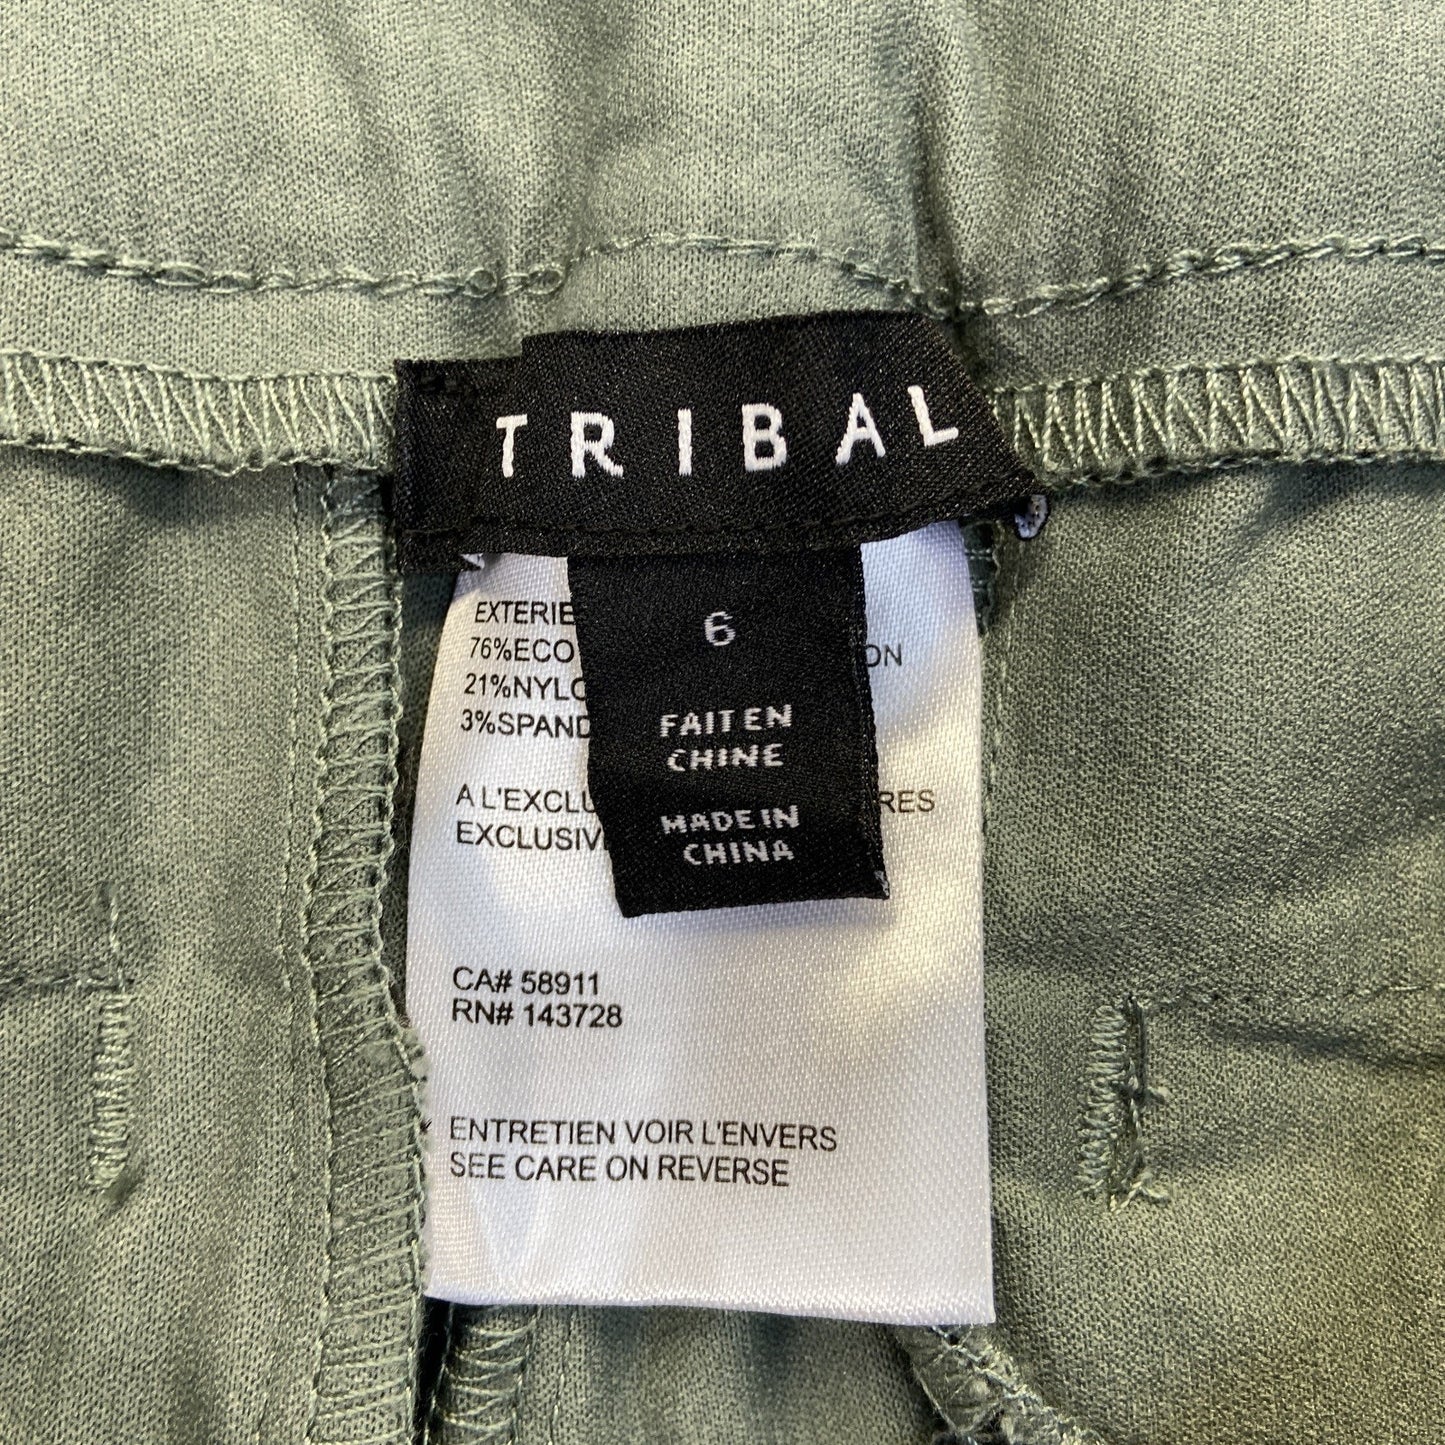 TRIBAL
6
FAIT EN
CHINE
MADE IN
CHINA
EXTERIE
76%ECO
ON
21%NYLO
3%SPAND
A L'EXCLU
RES
EXCLUSIV
CA# 58911
RN# 143728
ENTRETIEN VOIR L'ENVERS
SEE CARE ON REVERSE